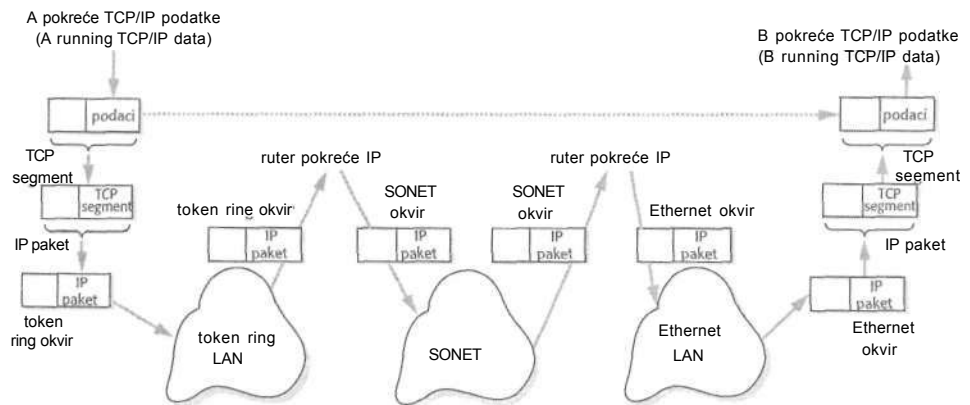 A pokreće TCP/IP podatke
(A running TCP/IP data)
B pokreće TCP/IP podatke
(B running TCP/IP data)
podaci
podaci
TCP
segment
ruter pokreće IP
ruter pokreće IP
TCP
seement
TCP
segment
token rine okvir
SONET
okvir
SONET
okvir
Ethernet okvir
TCP
segment
IP paket
IP
paket
IP
paket
IP
paket
IP
paket
IP paket
IP
paket
IP
paket
token
ring okvir
token ring
LAN
SONET
Ethernet
LAN
Ethernet
okvir